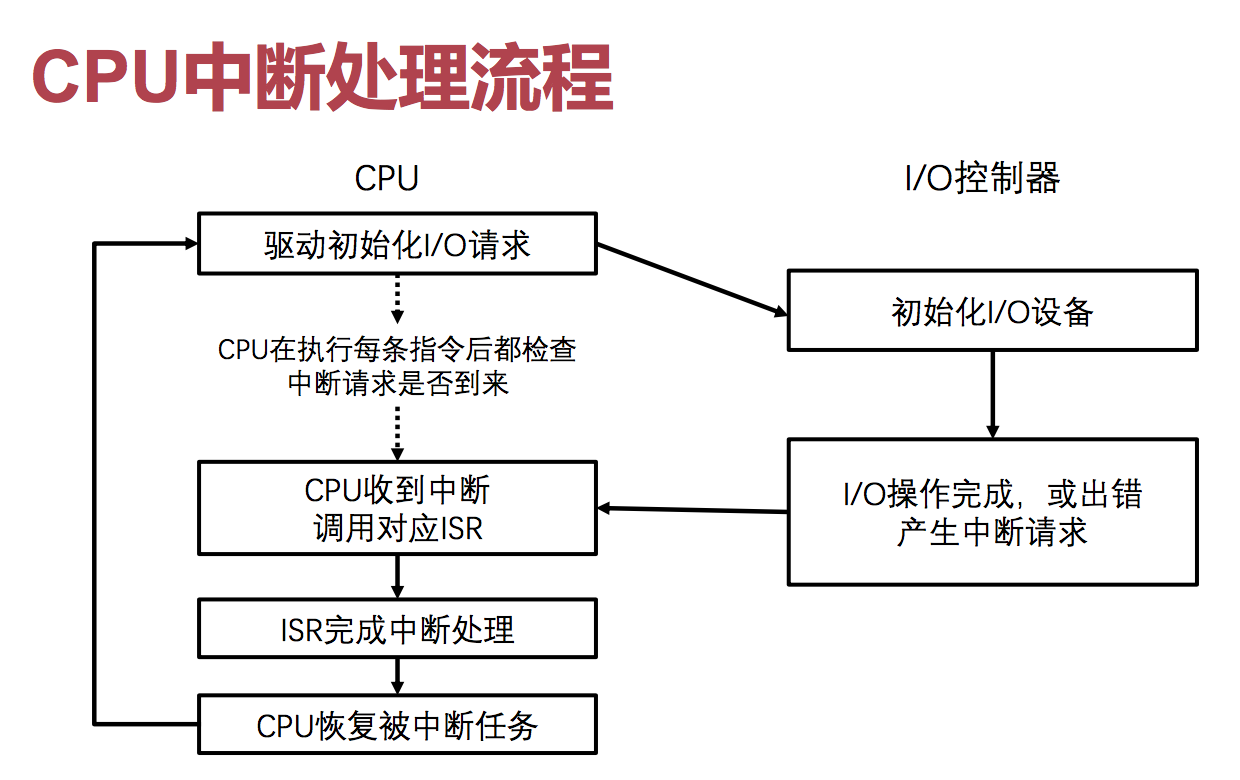 CPU中断处理流程
CPU
I/O控制器
驱动初始化I/O请求
初始化I/O设备
CPU在执行每条指令后都检查
中断请求是否到来
CPU收到中断
调用对应ISR
I/O操作完成，或出错
产生中断请求
ISR完成中断处理
CPU恢复被中断任务